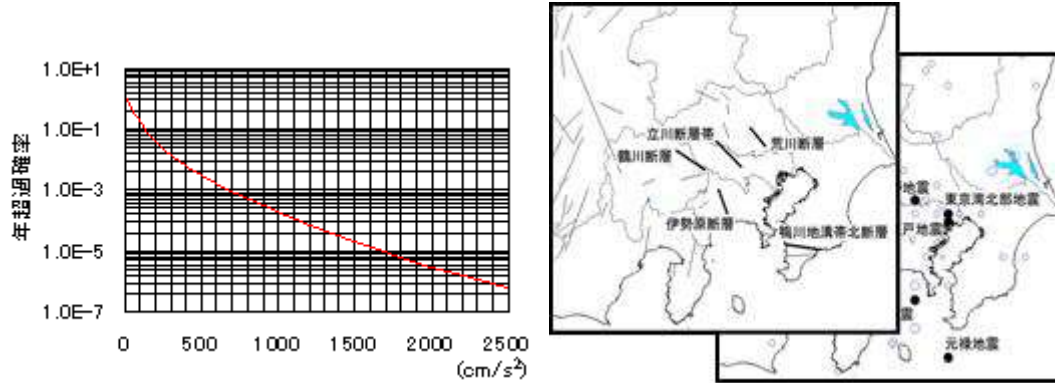 1.0E+1
1.0E-1
1.0E-3
1.0E-5
1.0E-7
年超過確率
0 500 1000 1500 2000 2500
(cm/s²)
立川断層帯
荒川断層
鶴川断層
伊勢原断層
鴨川地溝帯北断層
地震
東京湾北部地震
戸地震
震
元禄地震